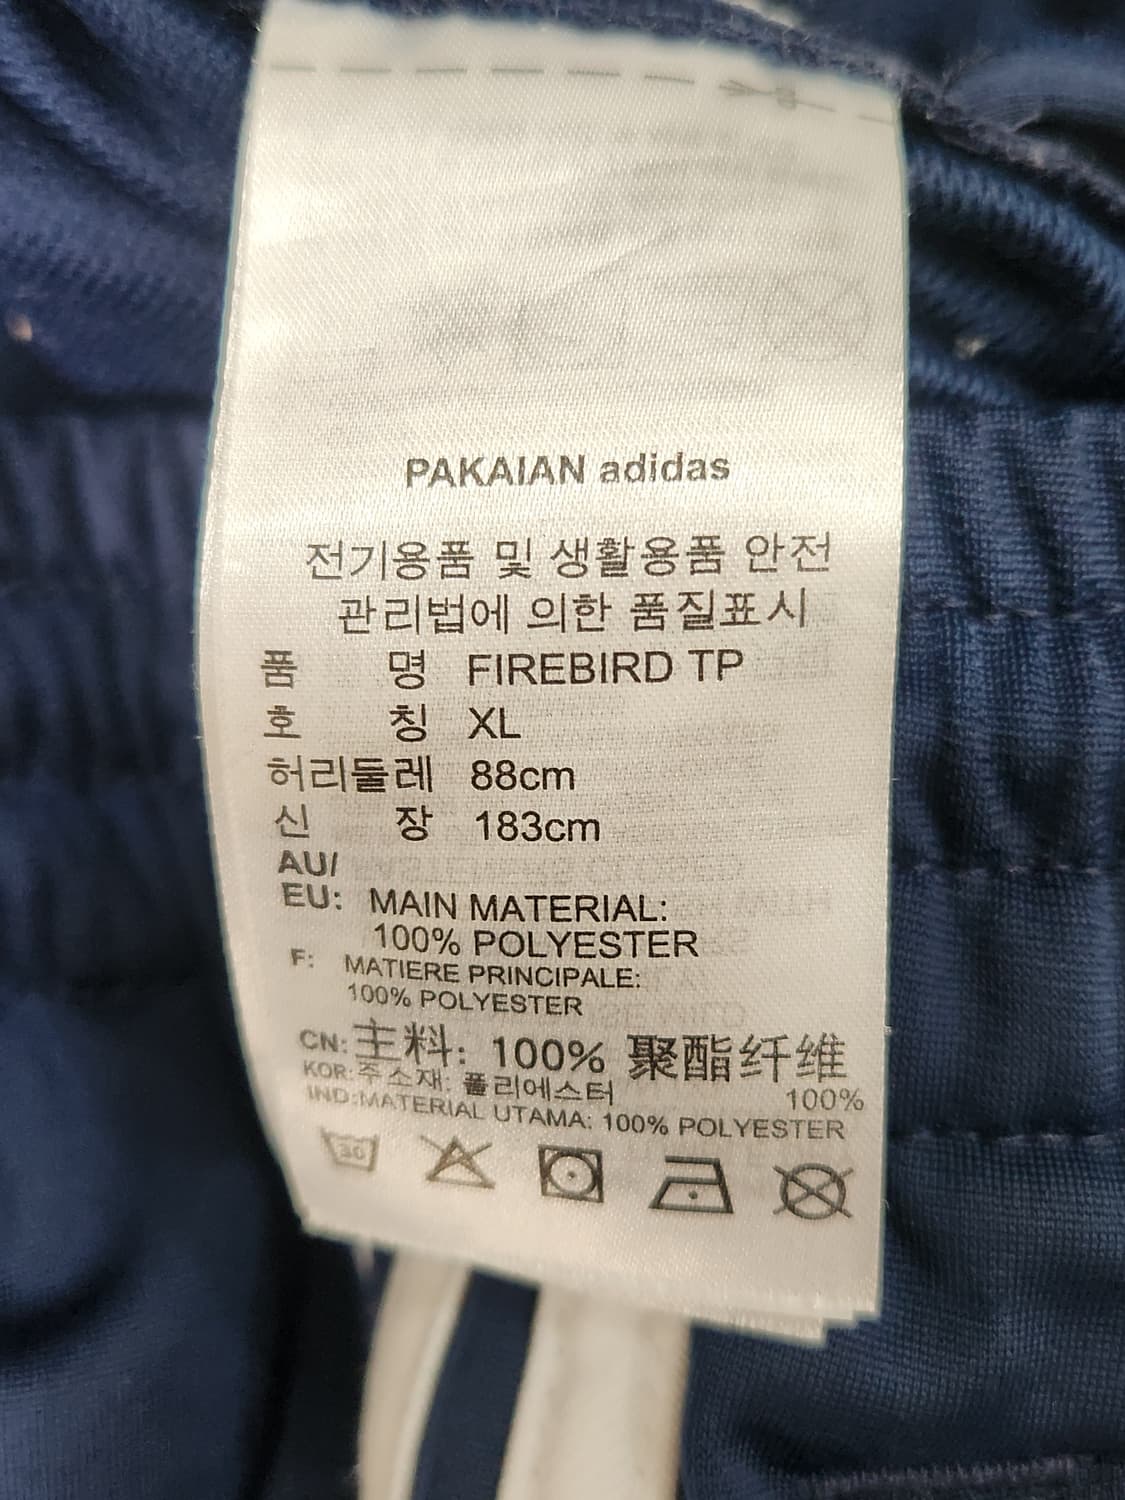 PAKAIAN adidas
전기용품 및 생활용품 안전
관리법에 의한 품질표시
품 명 FIREBIRD TP
호 칭 XL
허리둘레 88cm
신 장 183cm
AU/
EU: MAIN MATERIAL:
100% POLYESTER
F: MATIERE PRINCIPALE:
100% POLYESTER
CN: 主料: 100% 聚酯纤维
KOR: 주소재: 폴리에스터 100%
IND:MATERIAL UTAMA: 100% POLYESTER
30